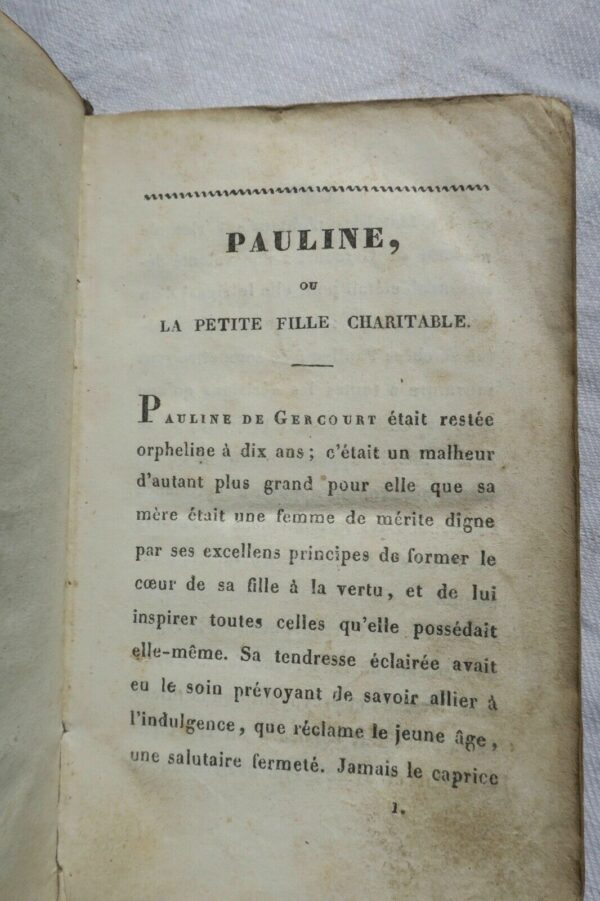 PAULINE,
OU
LA PETITE FILLE CHARITABLE.
PAULINE DE GERCOURT était restée
orpheline à dix ans ; c'était un malheur
d'autant plus grand pour elle que sa
mère était une femme de mérite digne
par ses excellens principes de former le
cœur de sa fille à la vertu, et de lui
inspirer toutes celles qu'elle possédait
elle-même. Sa tendresse éclairée avait
eu le soin prévoyant de savoir allier à
l'indulgence, que réclame le jeune âge,
une salutaire fermeté. Jamais le caprice
1.